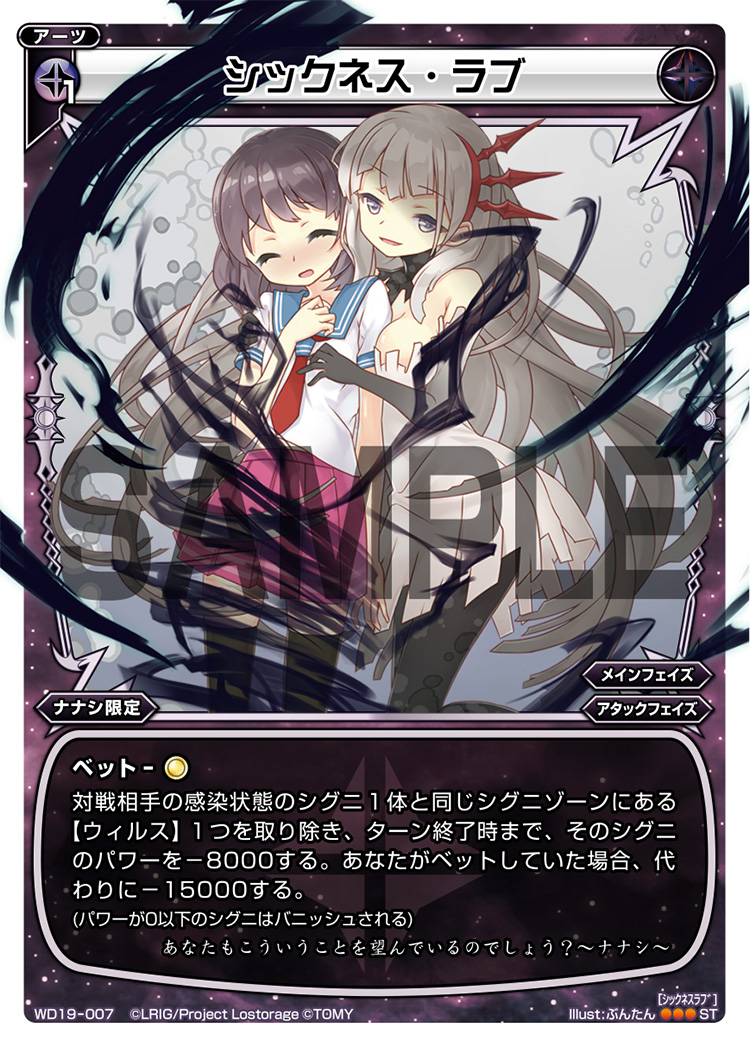 アーツ
1
シックネス・ラブ
SAMPLE
メインフェイズ
ナナシ限定
アタックフェイズ
ベット－
対戦相手の感染状態のシグニ１体と同じシグニゾーンにある
【ウィルス】１つを取り除き、ターン終了時まで、そのシグニ
のパワーを－8000する。あなたがベットしていた場合、代
わりに－15000する。
(パワーが0以下のシグニはバニッシュされる)
あなたもこういうことを望んでいるのでしょう？～ナナシ～
[シックネスラブ]
WD19-007 ©LRIG/Project Lostorage ©TOMY Illust:ぶんたん ST